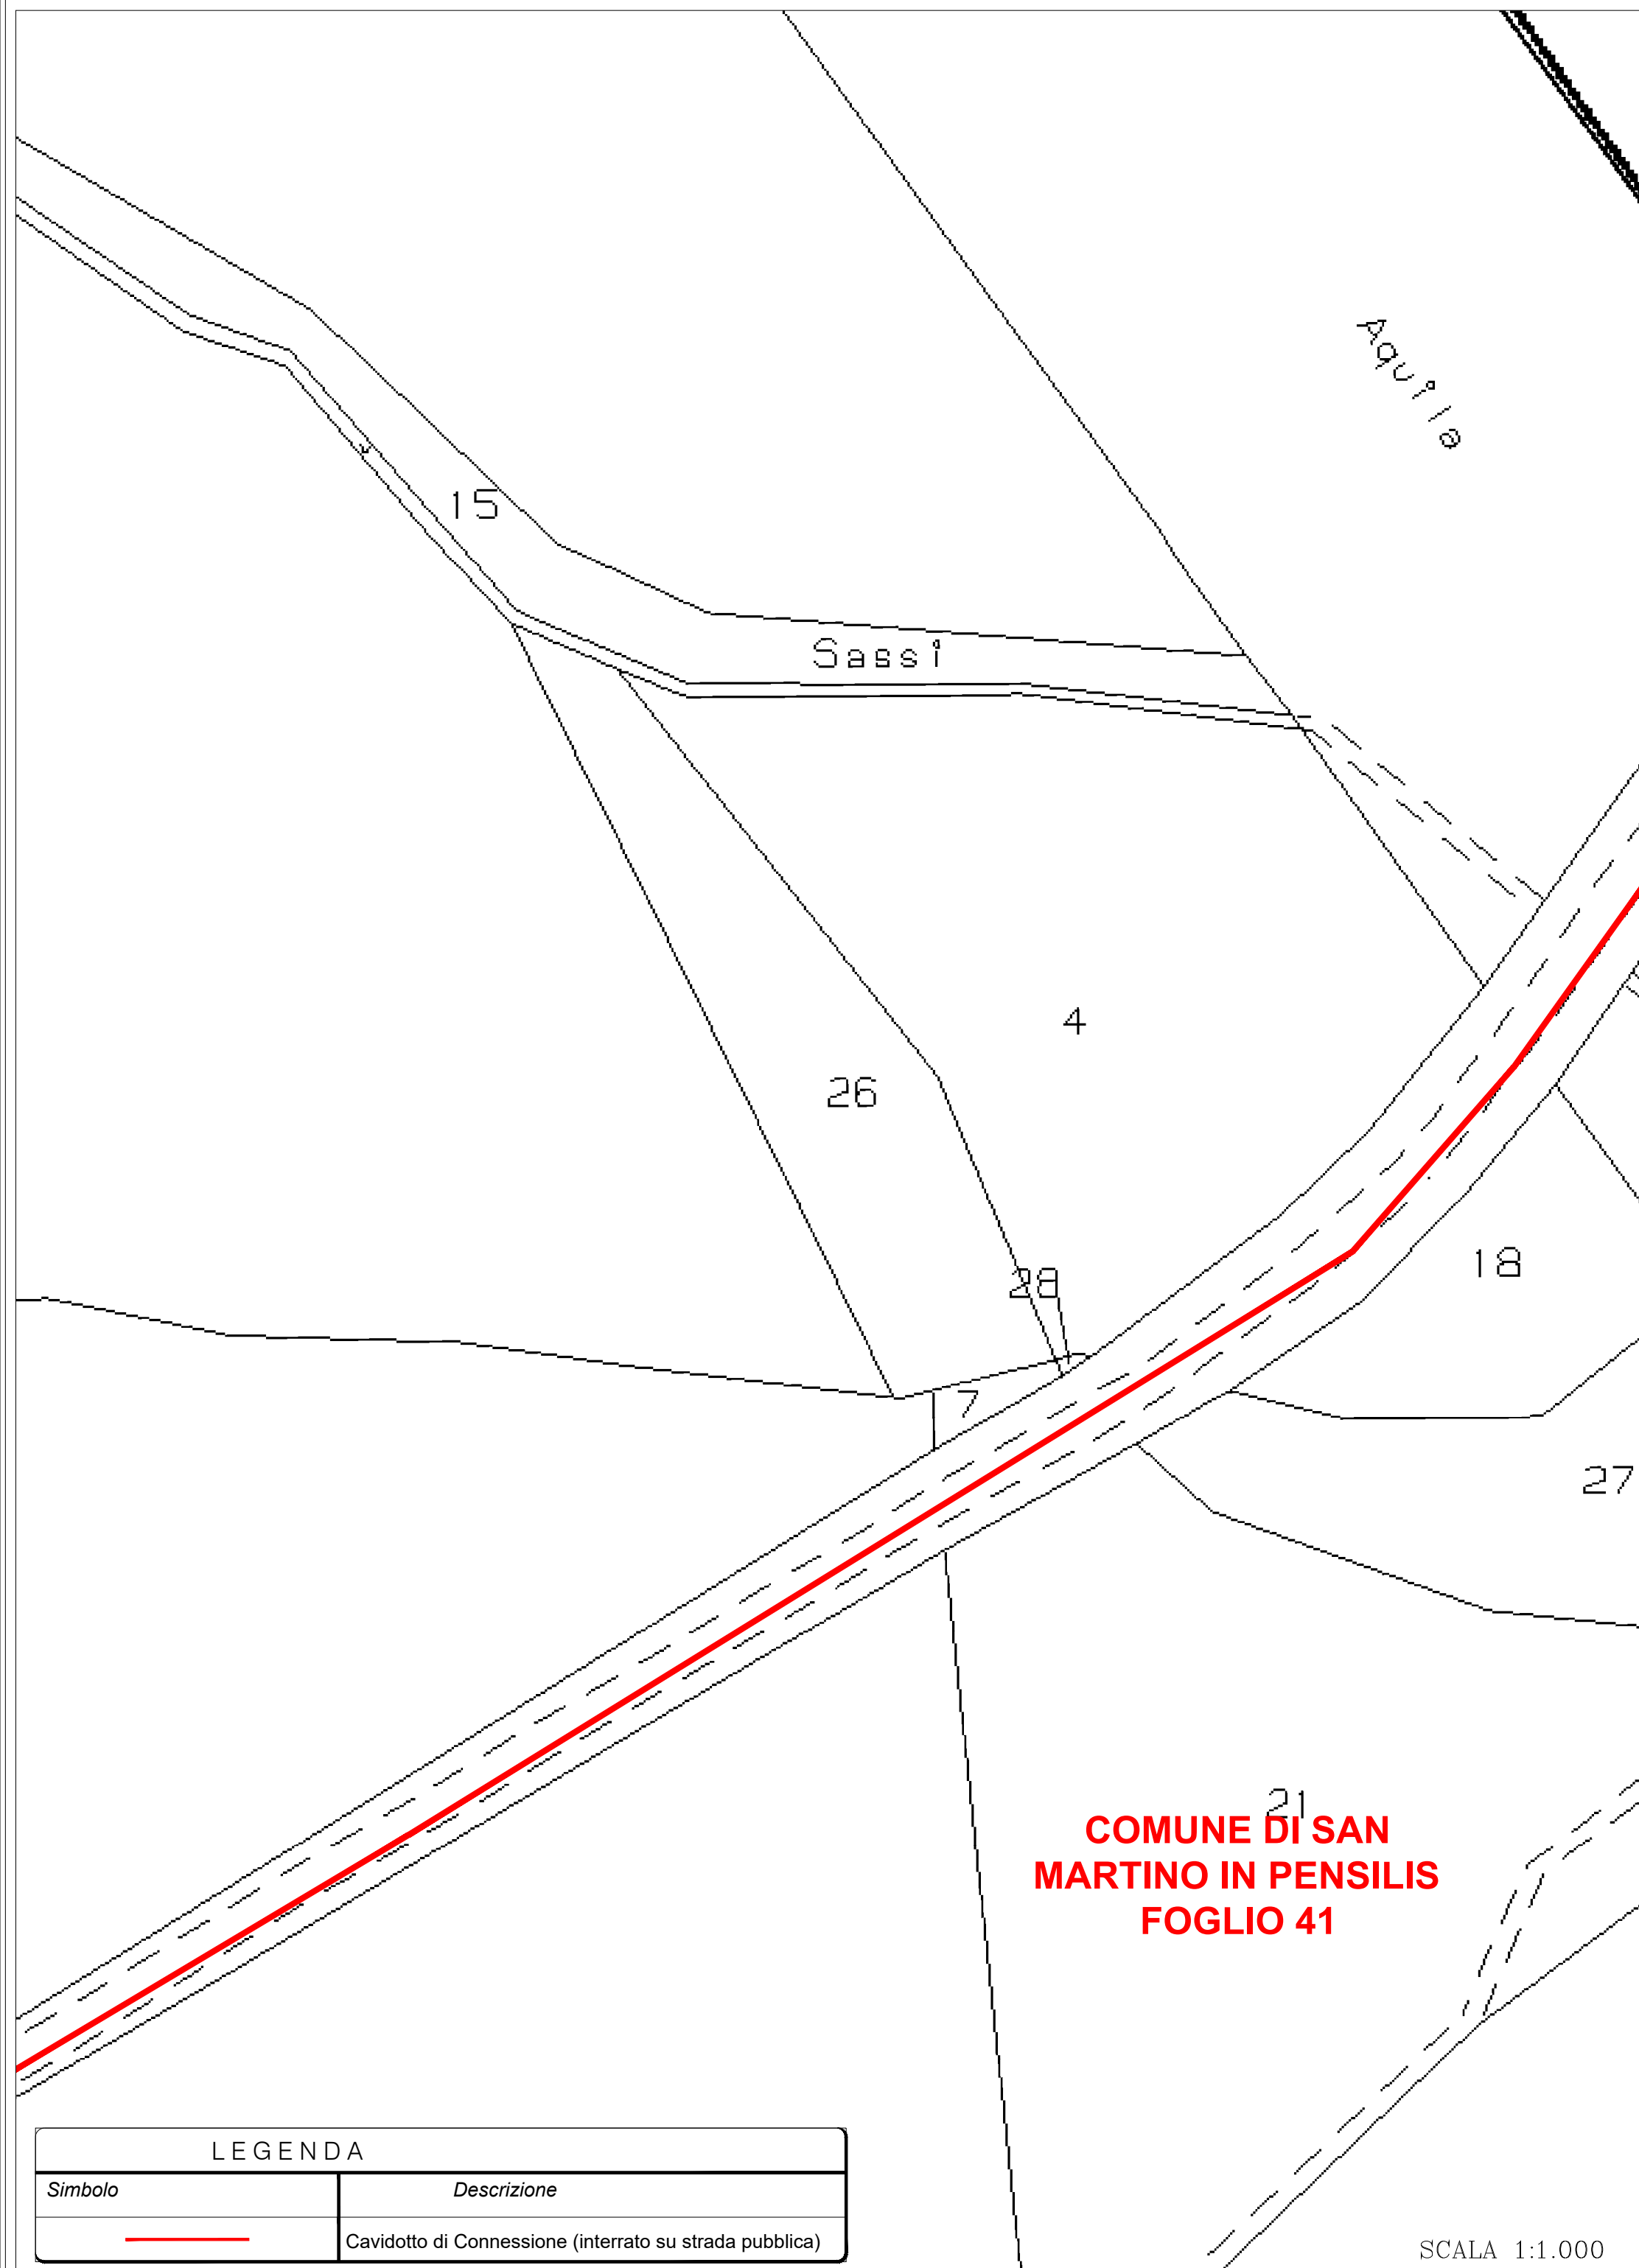 Aquila
15
Sassi
4
26
28
18
7
27
21
COMUNE DI SAN
MARTINO IN PENSILIS
FOGLIO 41
LEGENDA
Simbolo Descrizione
Cavidotto di Connessione (interrato su strada pubblica)
SCALA 1:1.000